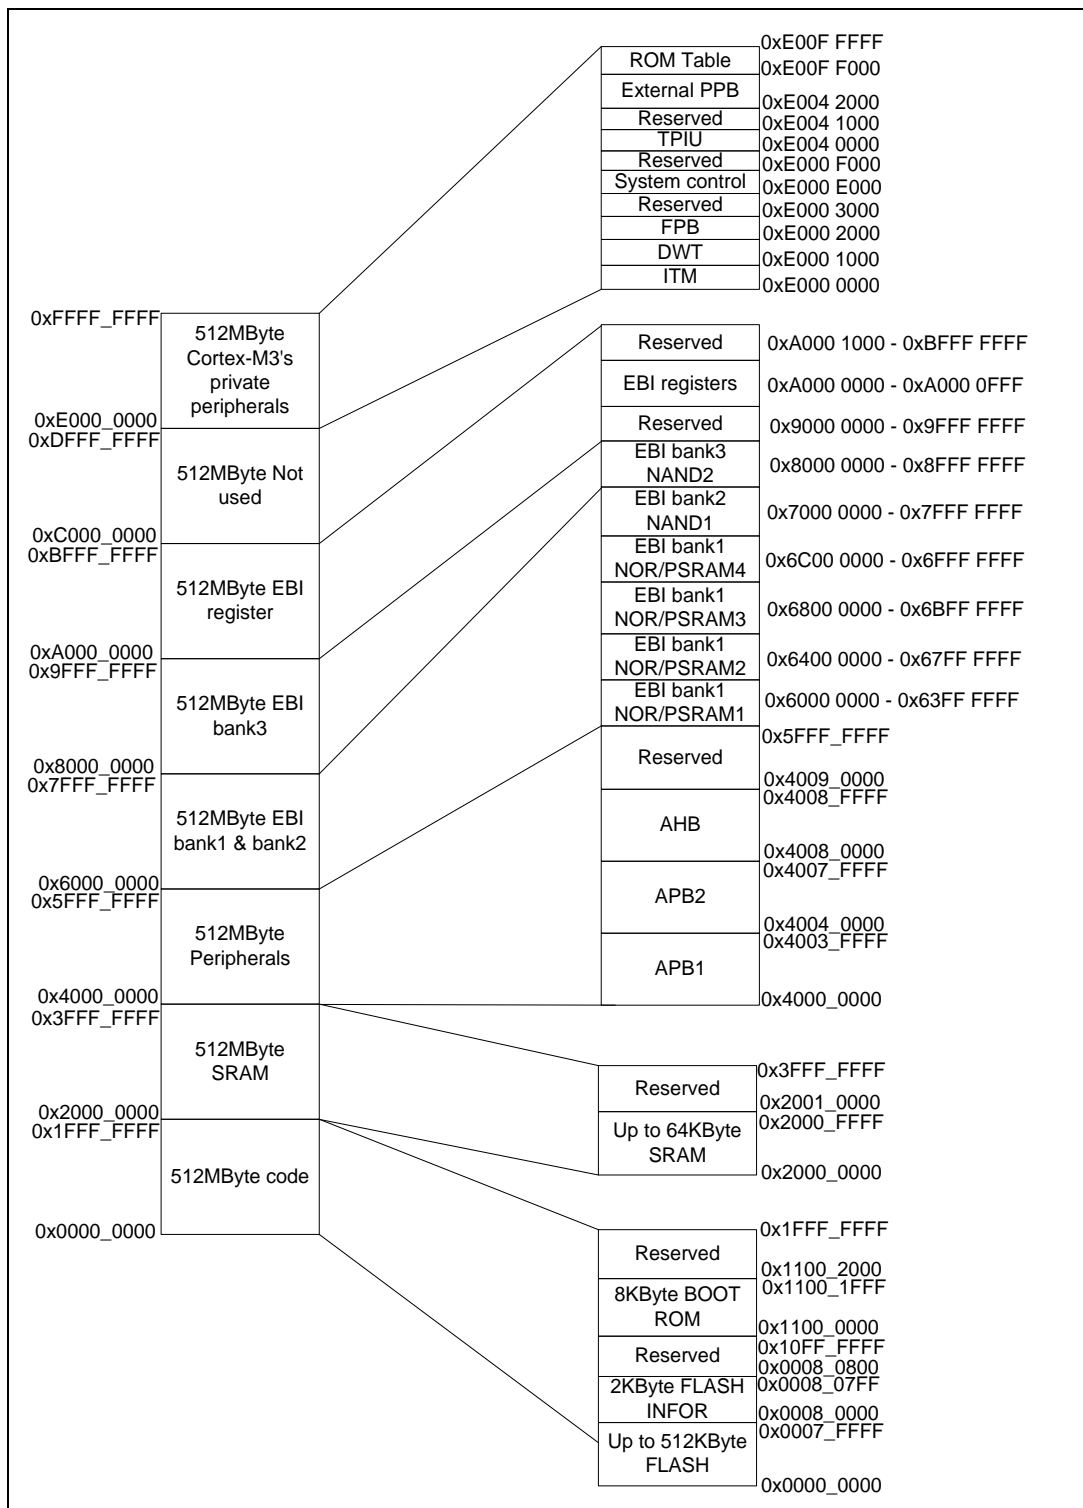 0xE00F FFFF
ROM Table
0xE00F F000
External PPB
0xE004 2000
Reserved
0xE004 1000
TPIU
0xE004 0000
Reserved
0xE000 F000
System control
0xE000 E000
Reserved
0xE000 3000
FPB
0xE000 2000
DWT
0xE000 1000
ITM
0xE000 0000
0xFFFF_FFFF
512MByte
Cortex-M3's
private
peripherals
0xE000_0000
0xDFFF_FFFF
512MByte Not
used
0xC000_0000
0xBFFF_FFFF
512MByte EBI
register
0xA000_0000
0x9FFF_FFFF
512MByte EBI
bank3
0x8000_0000
0x7FFF_FFFF
512MByte EBI
bank1 & bank2
0x6000_0000
0x5FFF_FFFF
512MByte
Peripherals
0x4000_0000
0x3FFF_FFFF
512MByte
SRAM
0x2000_0000
0x1FFF_FFFF
512MByte code
0x0000_0000
Reserved
0xA000 1000 - 0xBFFF FFFF
EBI registers
0xA000 0000 - 0xA000 0FFF
Reserved
0x9000 0000 - 0x9FFF FFFF
EBI bank3
NAND2
0x8000 0000 - 0x8FFF FFFF
EBI bank2
NAND1
0x7000 0000 - 0x7FFF FFFF
EBI bank1
NOR/PSRAM4
0x6C00 0000 - 0x6FFF FFFF
EBI bank1
NOR/PSRAM3
0x6800 0000 - 0x6BFF FFFF
EBI bank1
NOR/PSRAM2
0x6400 0000 - 0x67FF FFFF
EBI bank1
NOR/PSRAM1
0x6000 0000 - 0x63FF FFFF
0x5FFF_FFFF
Reserved
0x4009_0000
0x4008_FFFF
AHB
0x4008_0000
0x4007_FFFF
APB2
0x4004_0000
0x4003_FFFF
APB1
0x4000_0000
0x3FFF_FFFF
Reserved
0x2001_0000
0x2000_FFFF
Up to 64KByte
SRAM
0x2000_0000
0x1FFF_FFFF
Reserved
0x1100_2000
0x1100_1FFF
8KByte BOOT
ROM
0x1100_0000
0x10FF_FFFF
Reserved
0x0008_0800
0x0008_07FF
2KByte FLASH
INFOR
0x0008_0000
0x0007_FFFF
Up to 512KByte
FLASH
0x0000_0000